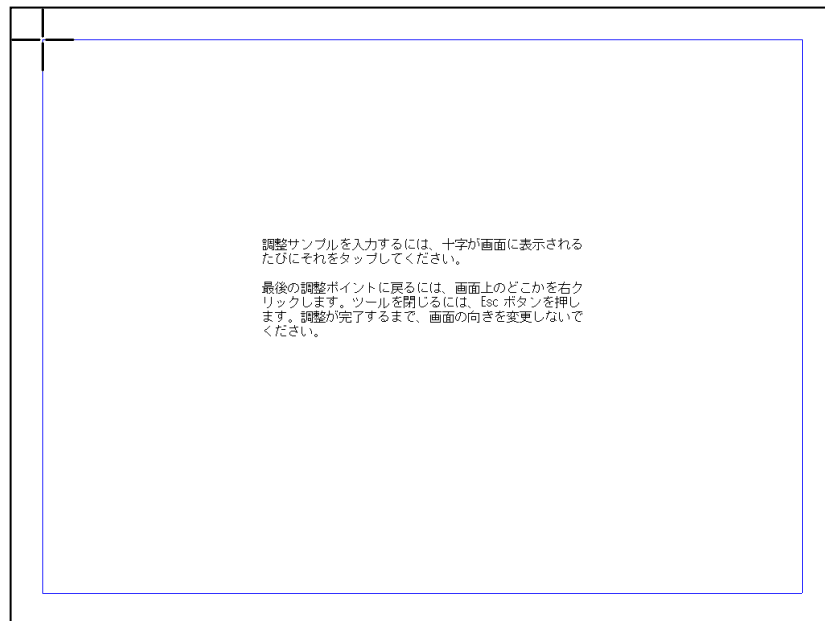 調整サンプルを入力するには、十字が画面に表示される
たびにそれをタップしてください。
最後の調整ポイントに戻るには、画面上のどこかを右ク
リックします。ツールを閉じるには、Esc ボタンを押し
ます。調整が完了するまで、画面の向きを変更しないで
ください。